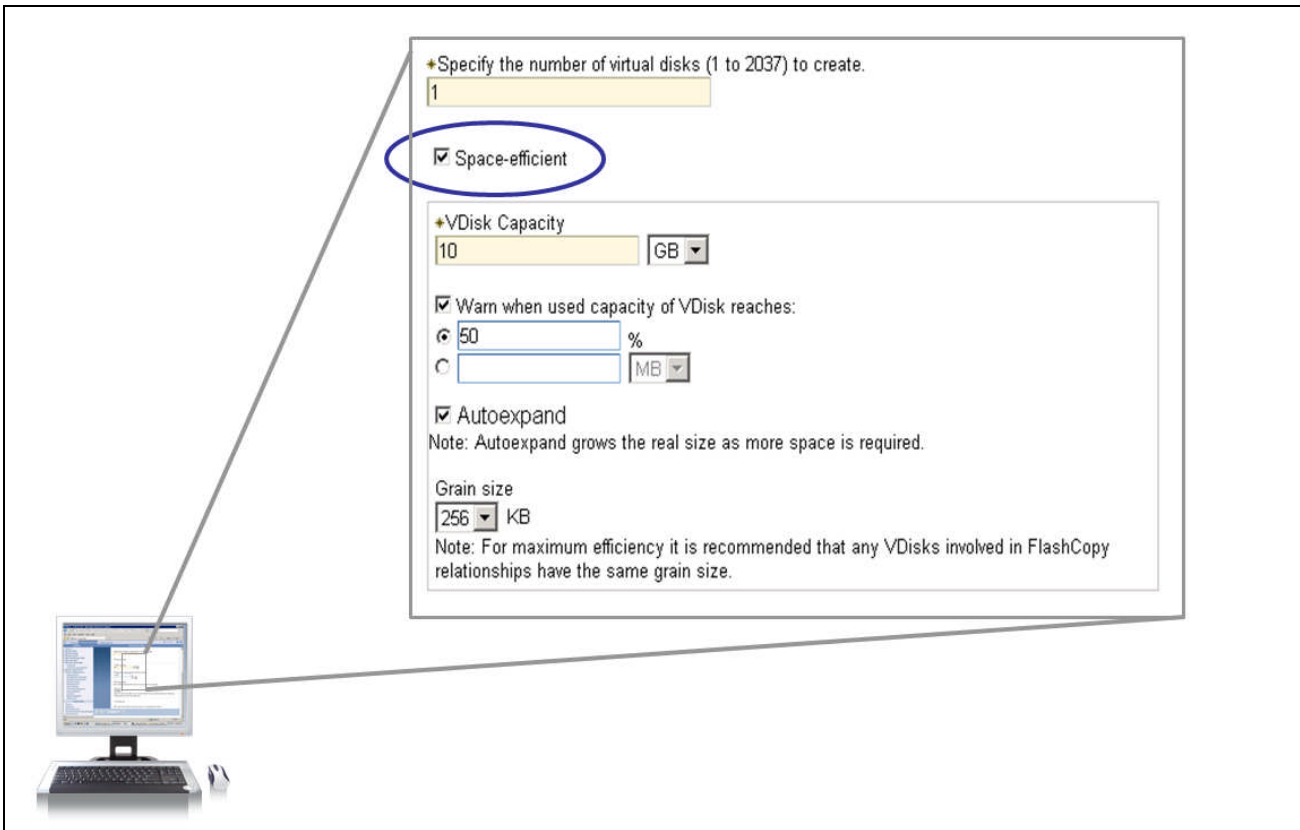 ✦Specify the number of virtual disks (1 to 2037) to create.
1
Space-efficient
✦VDisk Capacity
10 GB
Warn when used capacity of VDisk reaches:
50 %
MB
Autoexpand
Note: Autoexpand grows the real size as more space is required.
Grain size
256 KB
Note: For maximum efficiency it is recommended that any VDisks involved in FlashCopy
relationships have the same grain size.